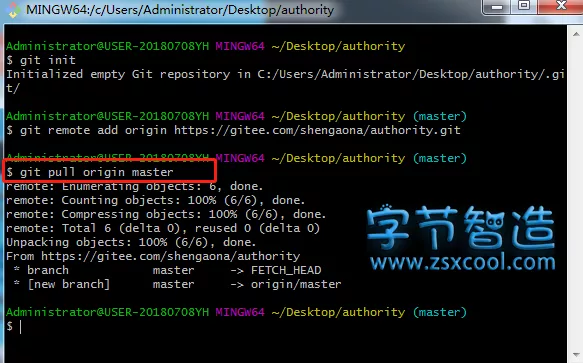 MINGW64:/c/Users/Administrator/Desktop/authority
Administrator@USER-20180708YH MINGW64 ~/Desktop/authority
$ git init
Initialized empty Git repository in C:/Users/Administrator/Desktop/authority/.gi
t/
Administrator@USER-20180708YH MINGW64 ~/Desktop/authority (master)
$ git remote add origin https://gitee.com/shengaona/authority.git
Administrator@USER-20180708YH MINGW64 ~/Desktop/authority (master)
$ git pull origin master
remote: Enumerating objects: 6, done.
remote: Counting objects: 100% (6/6), done.
remote: Compressing objects: 100% (6/6), done.
remote: Total 6 (delta 0), reused 0 (delta 0)
Unpacking objects: 100% (6/6), done.
From https://gitee.com/shengaona/authority
 * branch            master     -> FETCH_HEAD
 * [new branch]      master     -> origin/master
字节智造
www.zsxcool.com
Administrator@USER-20180708YH MINGW64 ~/Desktop/authority (master)
$